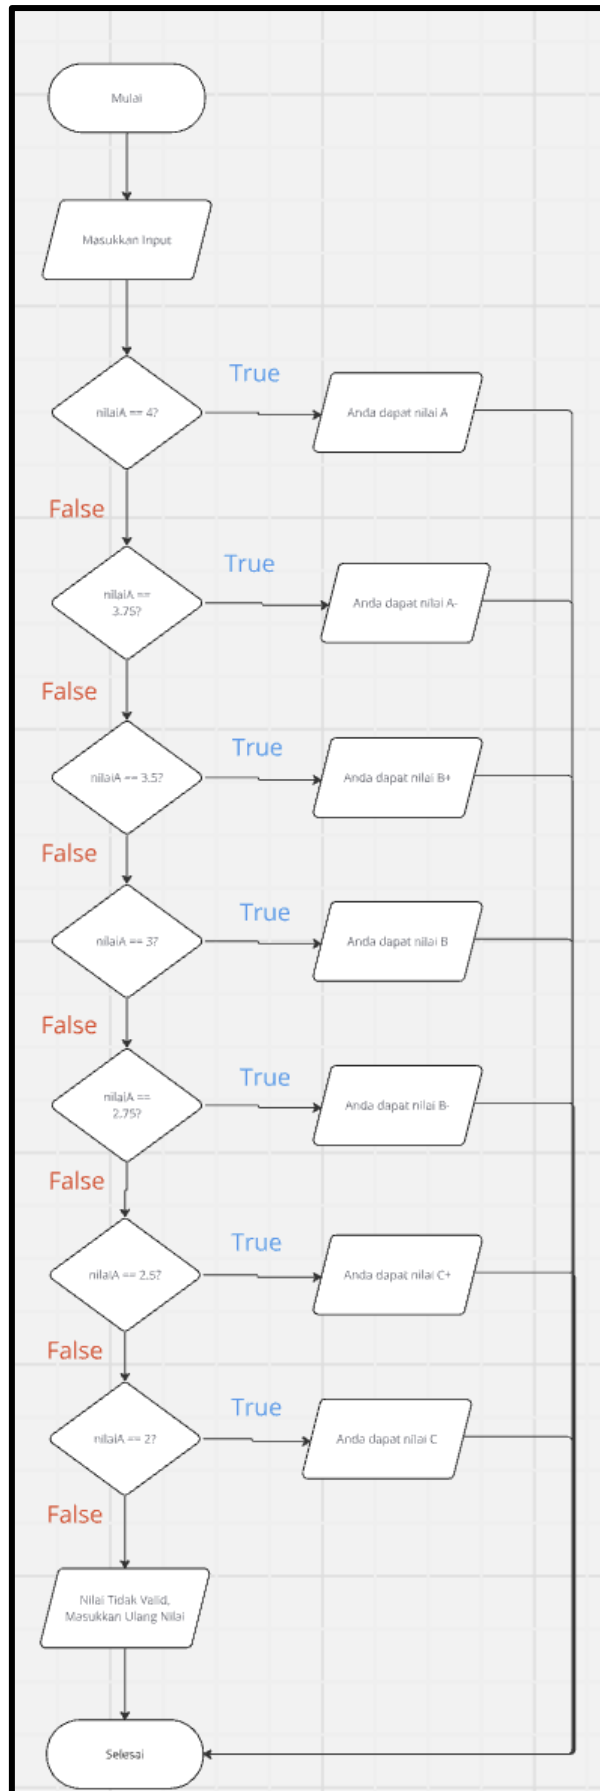 Mulai
Masukkan Input
True
nilaiA == 4?
Anda dapat nilai A
False
True
nilaiA ==
3.75?
Anda dapat nilai A-
False
True
nilaiA == 3.5?
Anda dapat nilai B+
False
True
nilaiA == 3?
Anda dapat nilai B
False
True
nilaiA ==
2.75?
Anda dapat nilai B-
False
True
nilaiA == 2.5?
Anda dapat nilai C+
False
True
nilaiA == 2?
Anda dapat nilai C
False
Nilai Tidak Valid,
Masukkan Ulang Nilai
Selesai